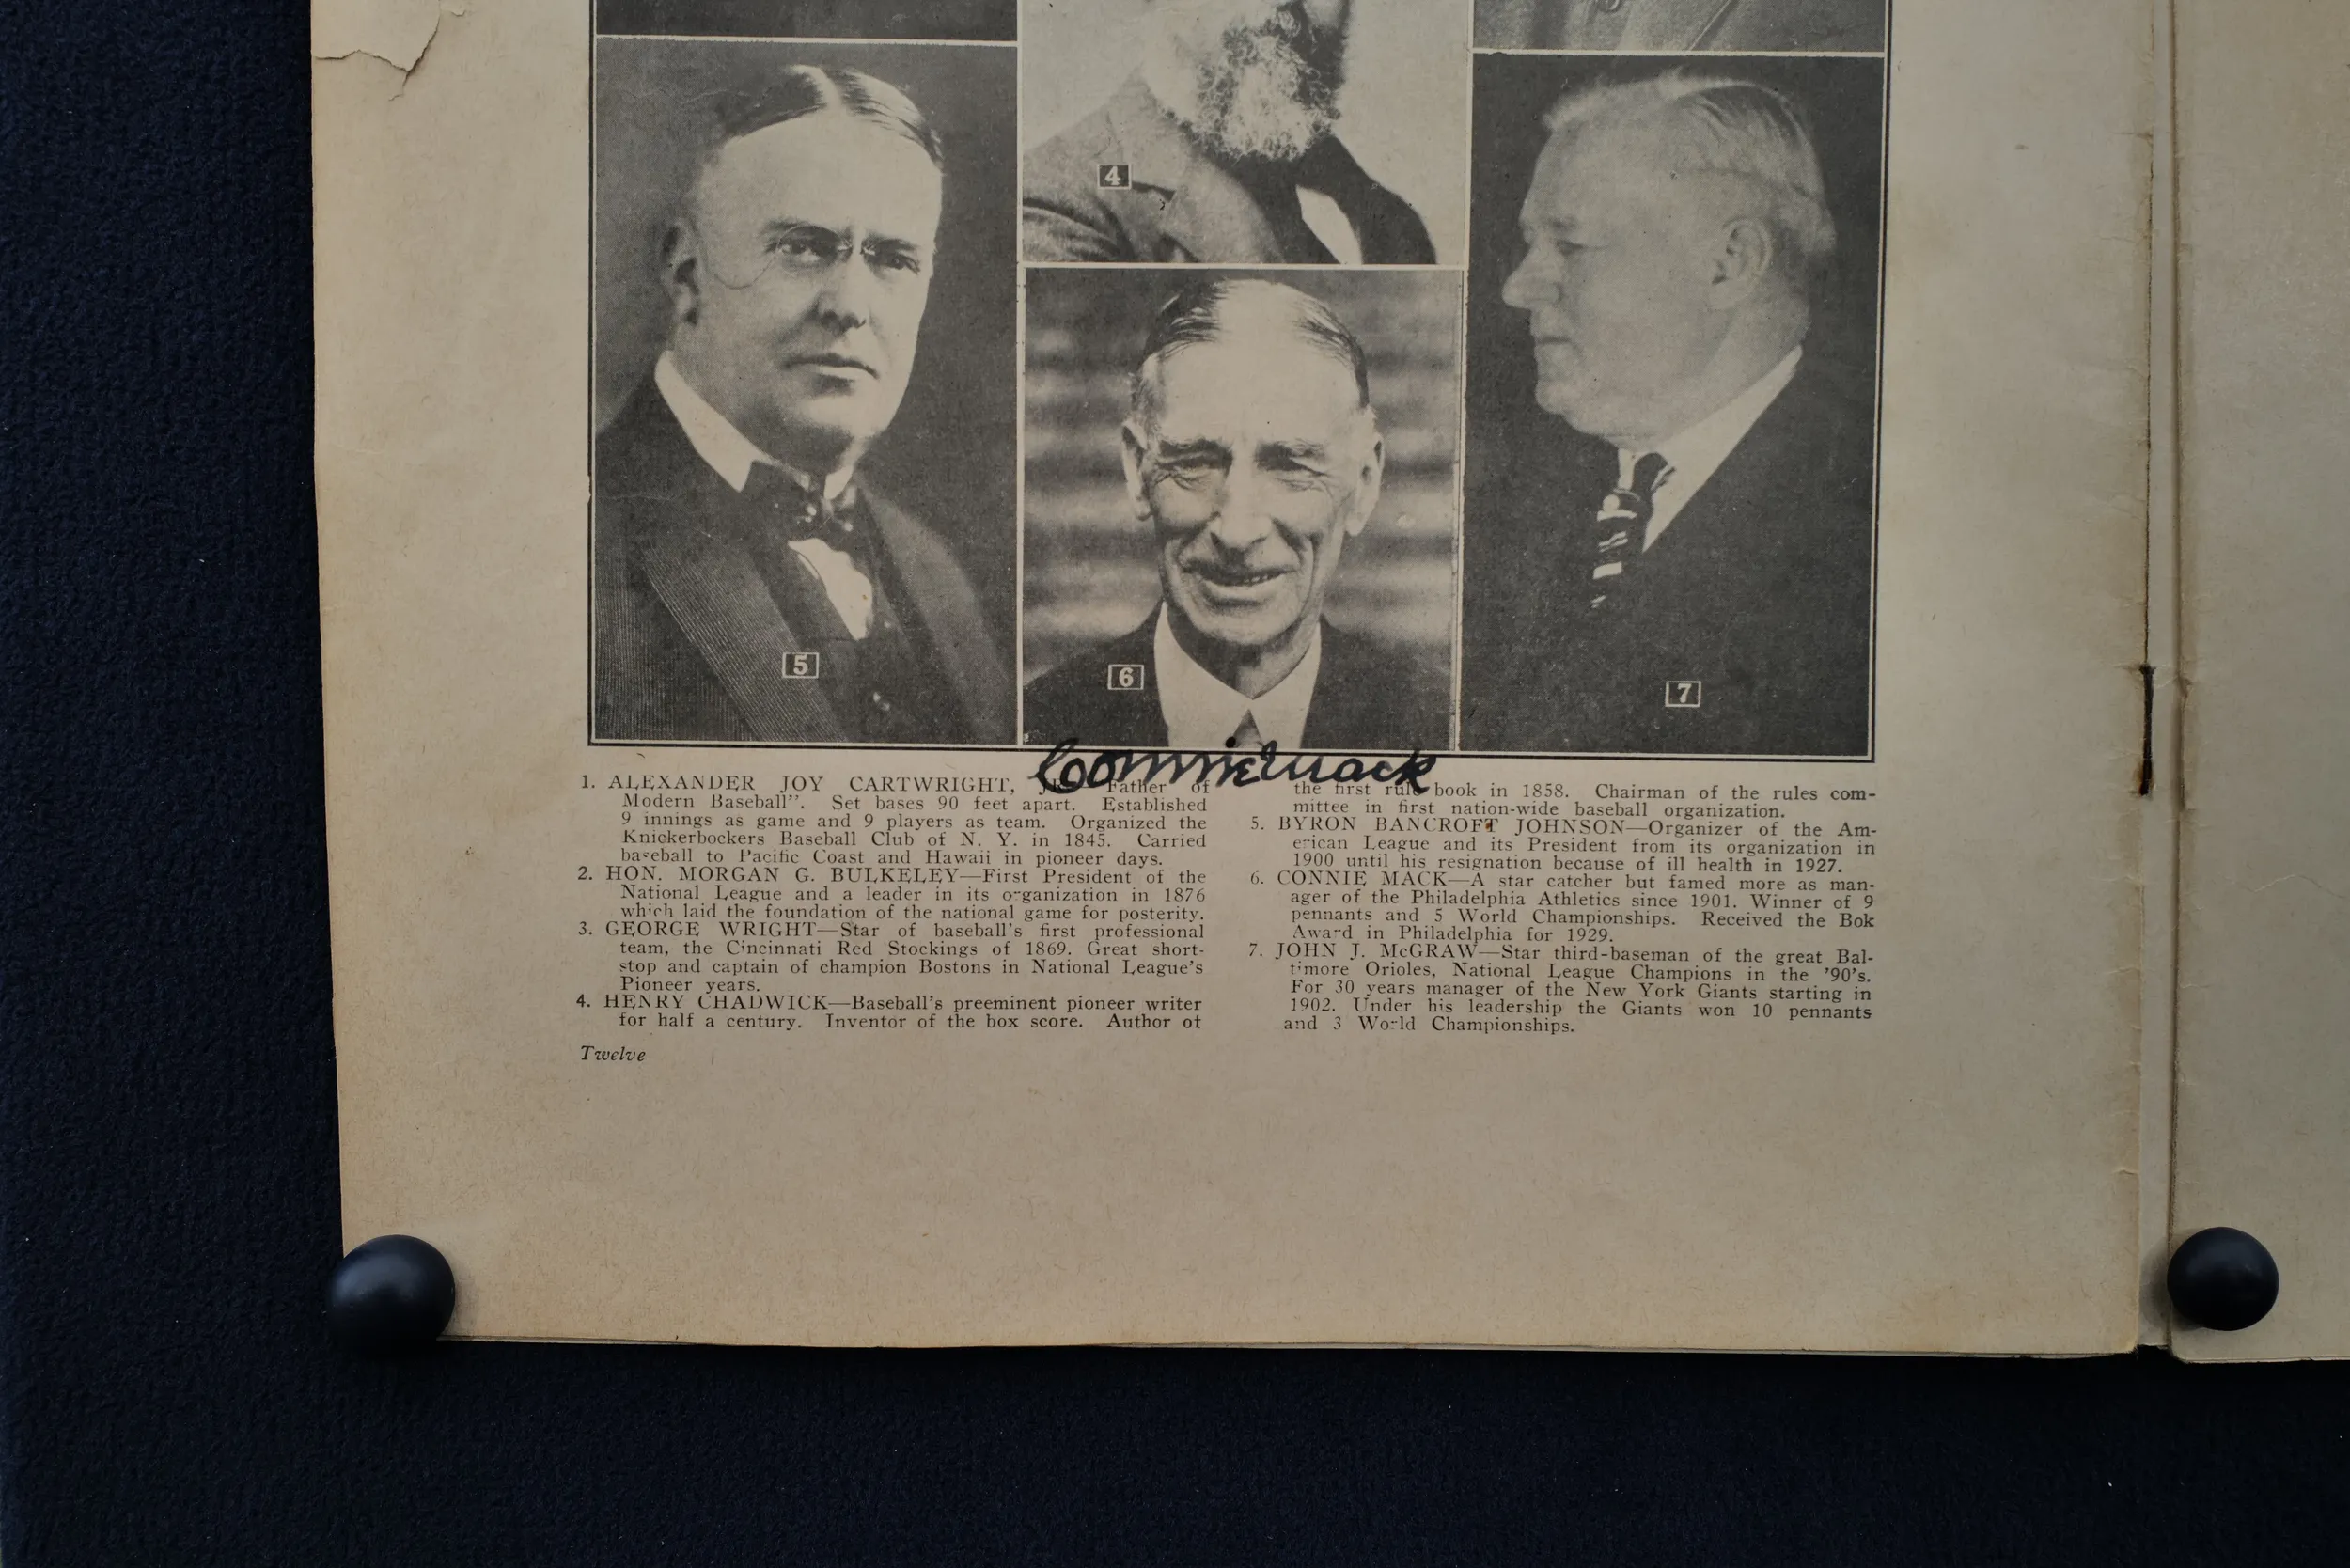 4
5
6
7
Connie Mack
1. ALEXANDER JOY CARTWRIGHT, Father of
Modern Baseball". Set bases 90 feet apart. Established
9 innings as game and 9 players as team. Organized the
Knickerbockers Baseball Club of N. Y. in 1845. Carried
baseball to Pacific Coast and Hawaii in pioneer days.
2. HON. MORGAN G. BULKELEY—First President of the
National League and a leader in its organization in 1876
which laid the foundation of the national game for posterity.
3. GEORGE WRIGHT—Star of baseball's first professional
team, the Cincinnati Red Stockings of 1869. Great short-
stop and captain of champion Bostons in National League's
Pioneer years.
4. HENRY CHADWICK—Baseball's preeminent pioneer writer
for half a century. Inventor of the box score. Author of
the first rule book in 1858. Chairman of the rules com-
mittee in first nation-wide baseball organization.
5. BYRON BANCROFT JOHNSON—Organizer of the Am-
erican League and its President from its organization in
1900 until his resignation because of ill health in 1927.
6. CONNIE MACK—A star catcher but famed more as man-
ager of the Philadelphia Athletics since 1901. Winner of 9
pennants and 5 World Championships. Received the Bok
Award in Philadelphia for 1929.
7. JOHN J. McGRAW—Star third-baseman of the great Bal-
timore Orioles, National League Champions in the '90's.
For 30 years manager of the New York Giants starting in
1902. Under his leadership the Giants won 10 pennants
and 3 World Championships.
Twelve